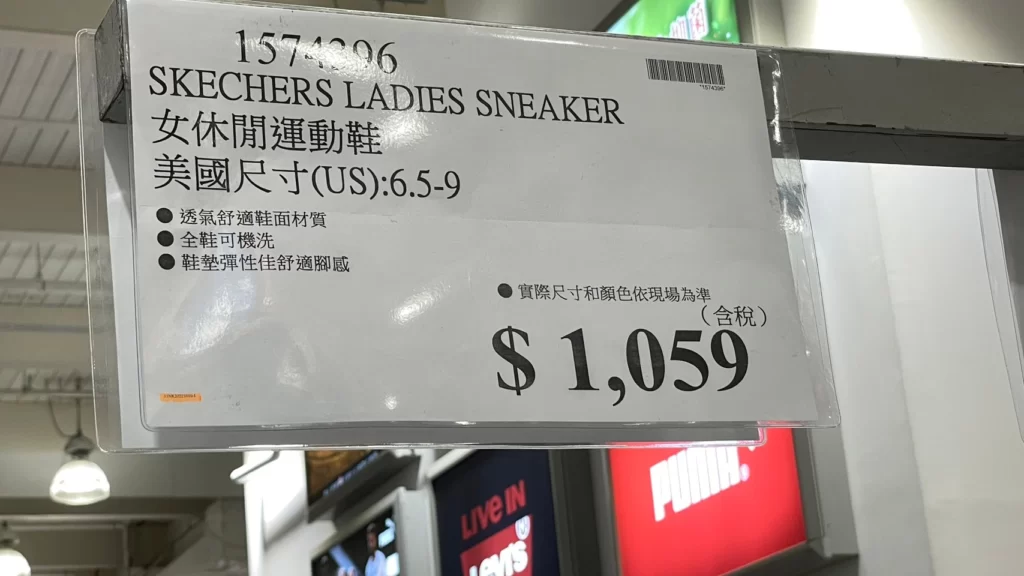 1574396
*1574396*
SKECHERS LADIES SNEAKER
女休閒運動鞋
美國尺寸(US):6.5-9
● 透氣舒適鞋面材質
● 全鞋可機洗
● 鞋墊彈性佳舒適腳感
● 實際尺寸和顏色依現場為準
(含稅)
$ 1,059
LIVE IN
LEVI'S
PUMA